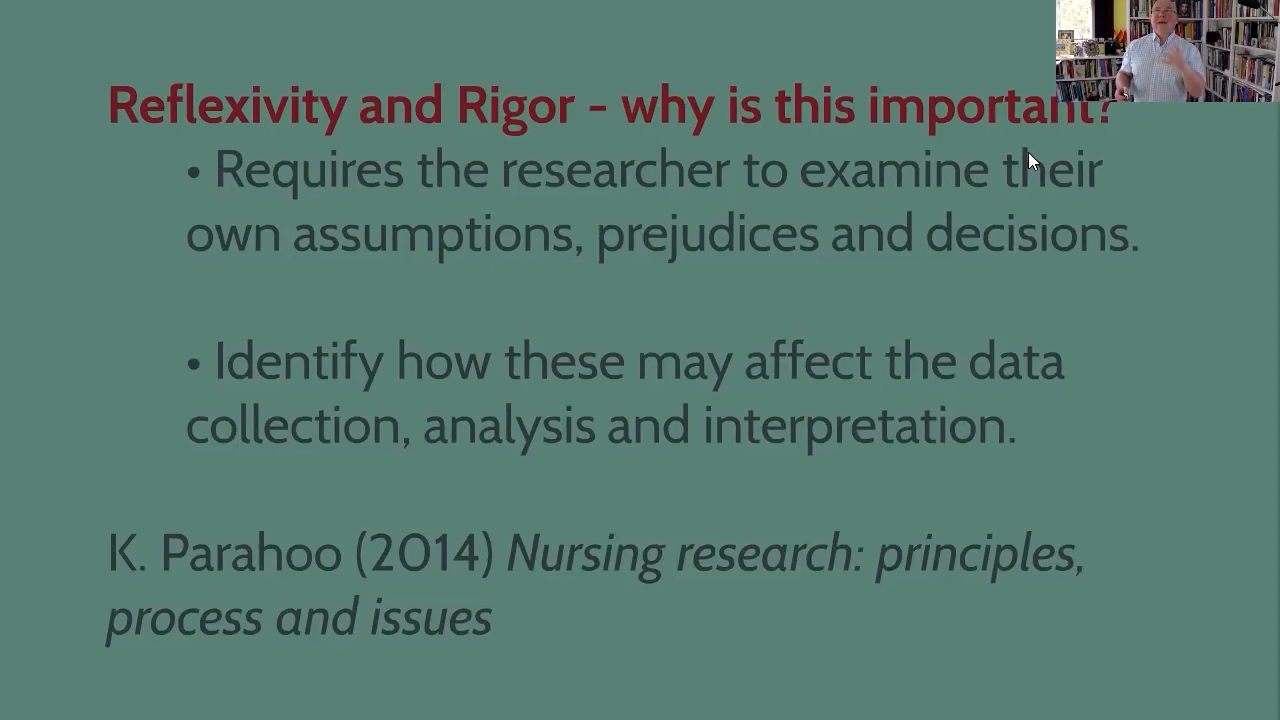 Reflexivity and Rigor - why is this important?
• Requires the researcher to examine their
own assumptions, prejudices and decisions.
• Identify how these may affect the data
collection, analysis and interpretation.
K. Parahoo (2014) Nursing research: principles,
process and issues